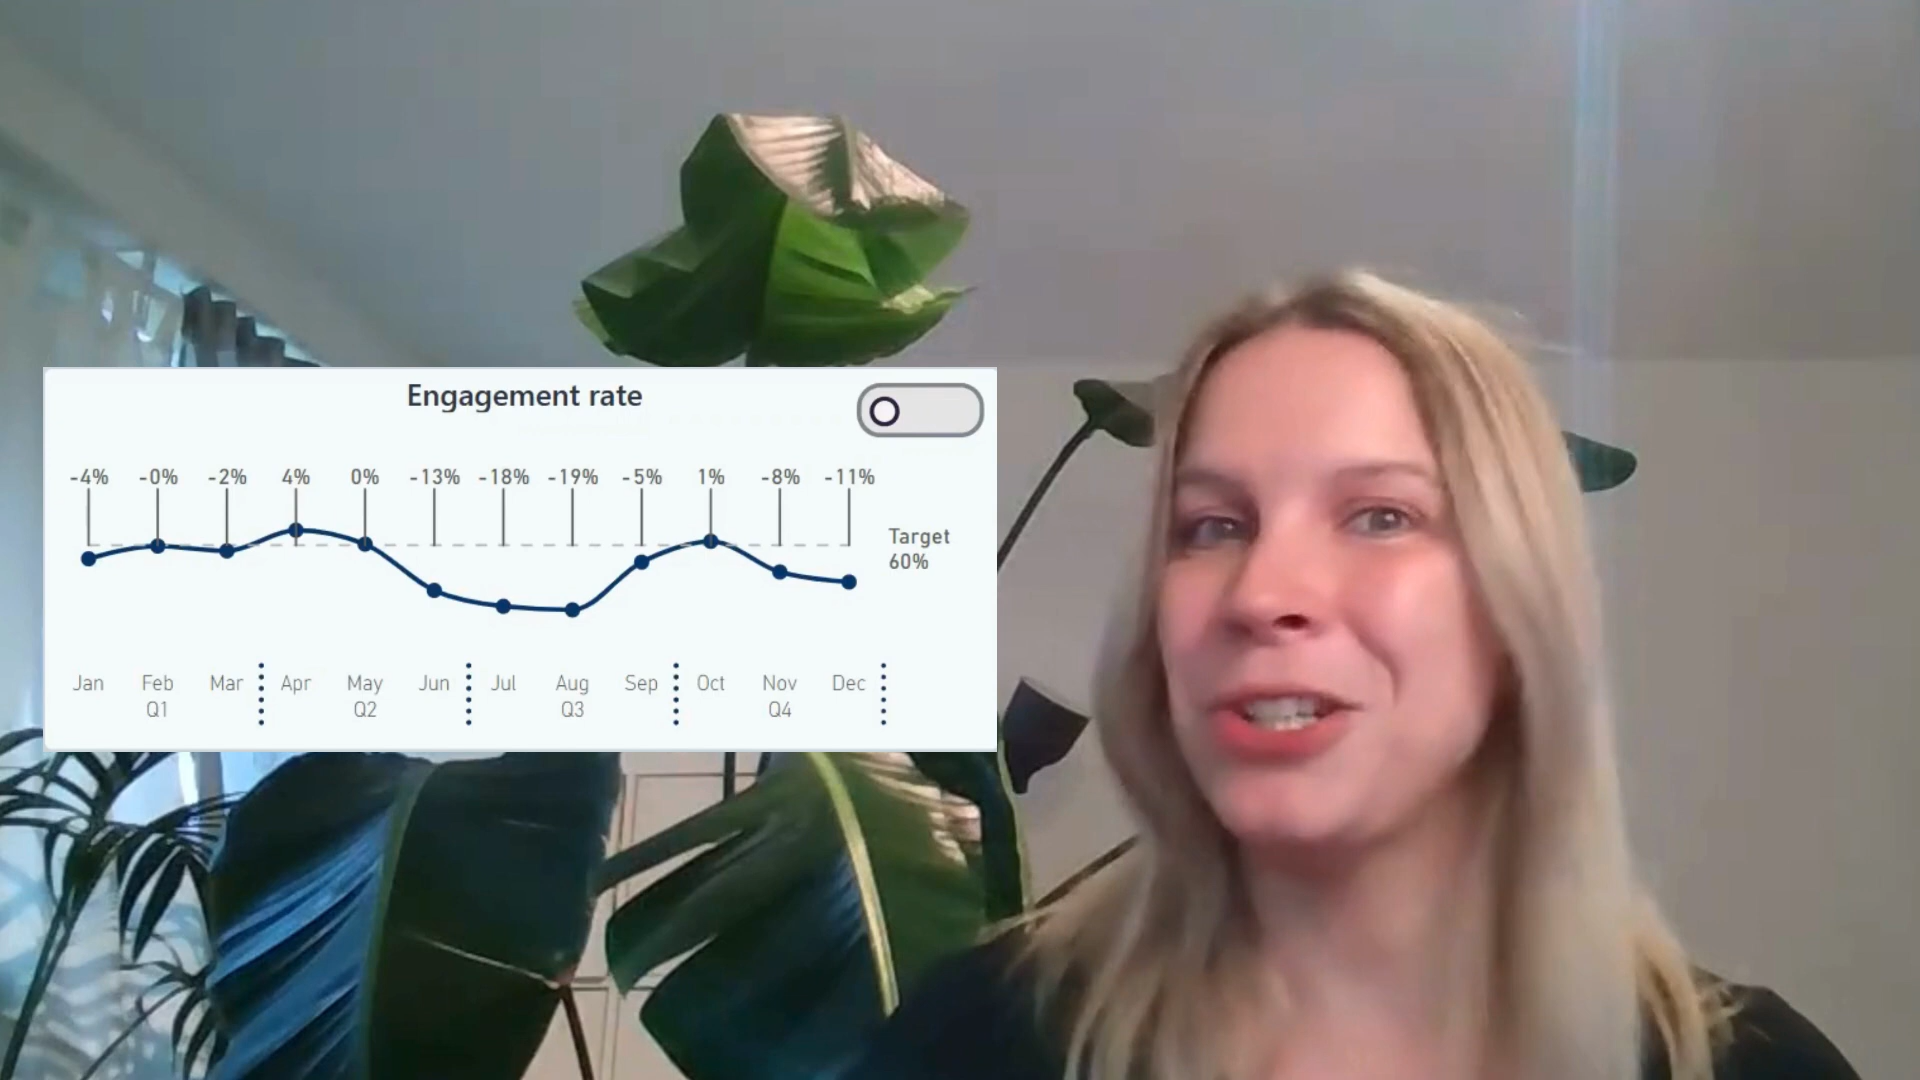 Engagement rate
-4% -0% -2% 4% 0% -13% -18% -19% -5% 1% -8% -11%
Target
60%
Jan Feb Mar Apr May Jun Jul Aug Sep Oct Nov Dec
Q1 Q2 Q3 Q4